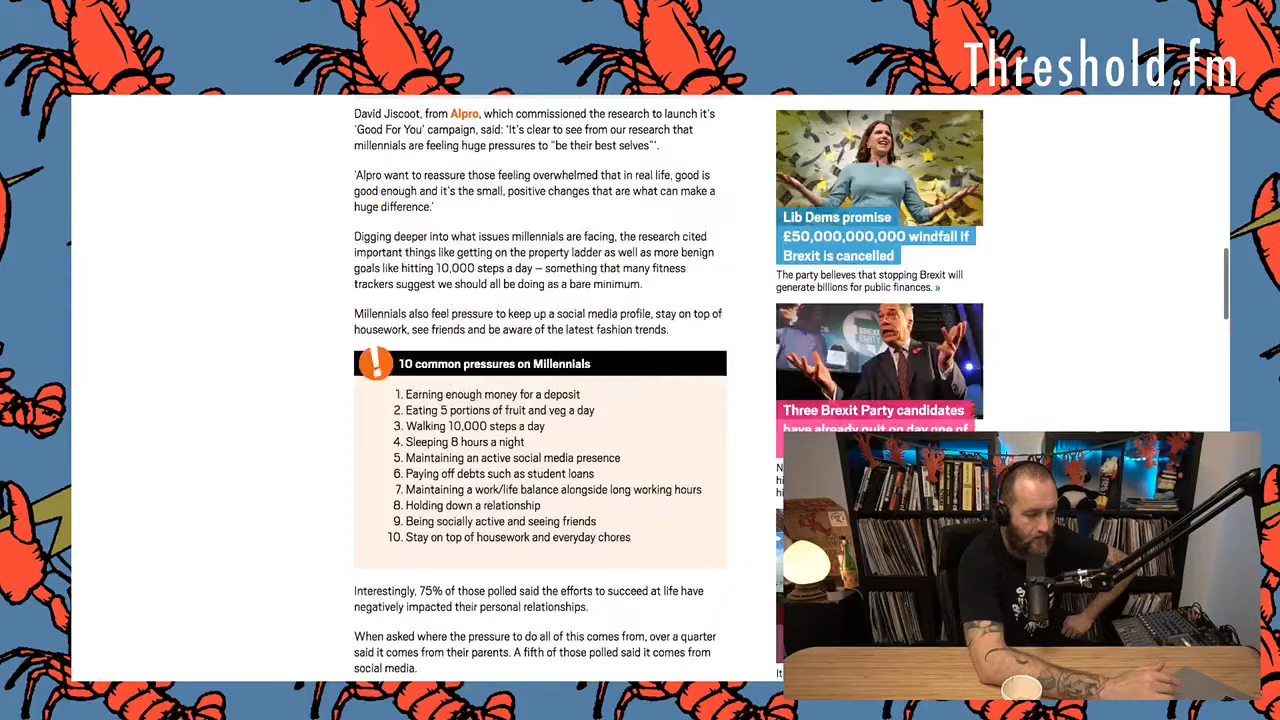 Threshold.fm
David Jiscoot, from Alpro, which commissioned the research to launch it's
'Good For You' campaign, said: 'It's clear to see from our research that
millennials are feeling huge pressures to "be their best selves"'.
'Alpro want to reassure those feeling overwhelmed that in real life, good is
good enough and it's the small, positive changes that are what can make a
huge difference.'
Digging deeper into what issues millennials are facing, the research cited
important things like getting on the property ladder as well as more benign
goals like hitting 10,000 steps a day – something that many fitness
trackers suggest we should all be doing as a bare minimum.
Millennials also feel pressure to keep up a social media profile, stay on top of
housework, see friends and be aware of the latest fashion trends.
10 common pressures on Millennials
1. Earning enough money for a deposit
2. Eating 5 portions of fruit and veg a day
3. Walking 10,000 steps a day
4. Sleeping 8 hours a night
5. Maintaining an active social media presence
6. Paying off debts such as student loans
7. Maintaining a work/life balance alongside long working hours
8. Holding down a relationship
9. Being socially active and seeing friends
10. Stay on top of housework and everyday chores
Interestingly, 75% of those polled said the efforts to succeed at life have
negatively impacted their personal relationships.
When asked where the pressure to do all of this comes from, over a quarter
said it comes from their parents. A fifth of those polled said it comes from
social media.
Lib Dems promise
£50,000,000,000 windfall if
Brexit is cancelled
The party believes that stopping Brexit will
generate billions for public finances. »
Three Brexit Party candidates
have already quit on day one of